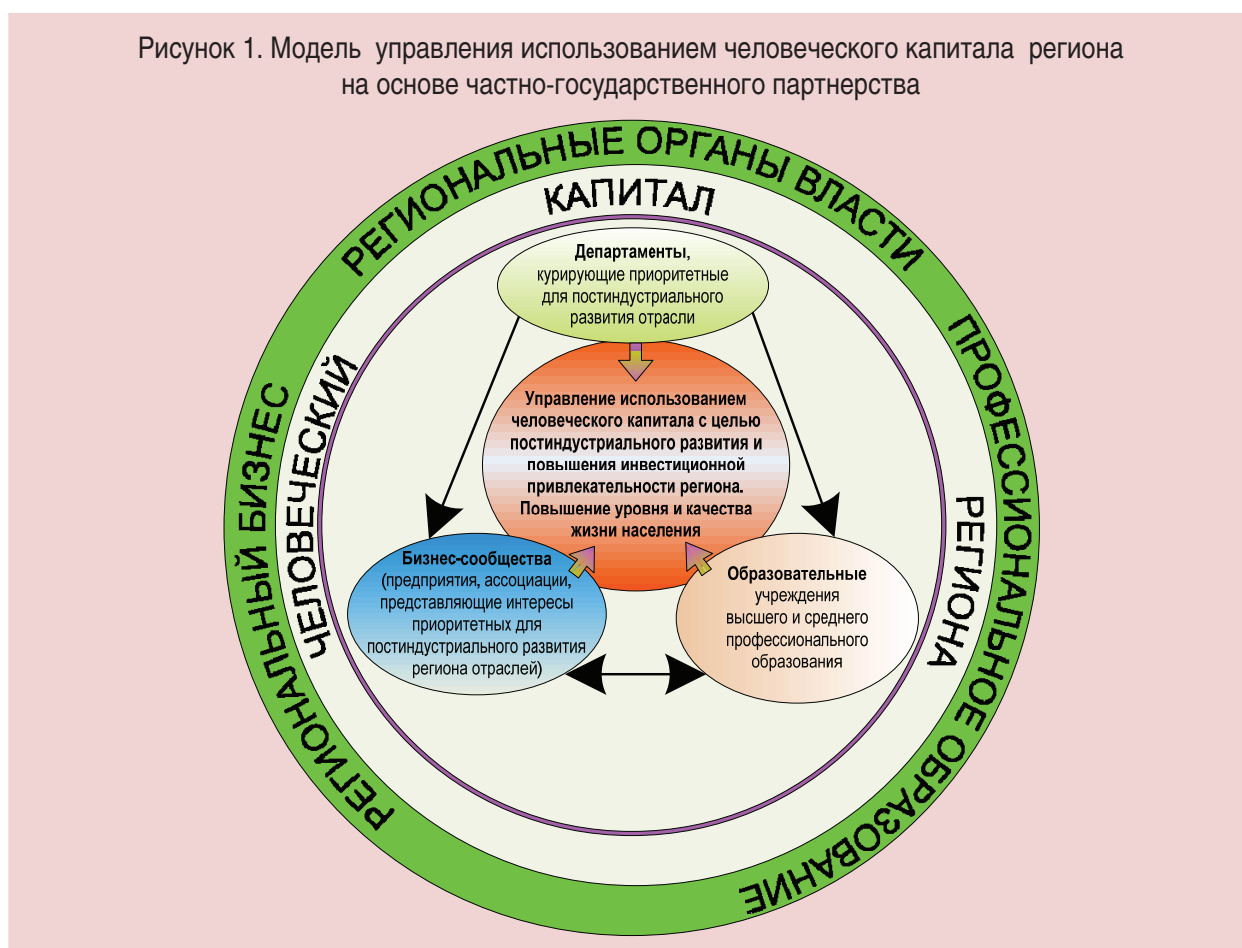 Рисунок 1. Модель управления использованием человеческого капитала региона
на основе частно-государственного партнерства
РЕГИОНАЛЬНЫЕ ОРГАНЫ ВЛАСТИ
КАПИТАЛ
Департаменты,
курирующие приоритетные
для постиндустриального
развития отрасли
РЕГИОНАЛЬНЫЙ БИЗНЕС
ЧЕЛОВЕЧЕСКИЙ
Управление использованием
человеческого капитала с целью
постиндустриального развития и
повышения инвестиционной
привлекательности региона.
Повышение уровня и качества
жизни населения
ПРОФЕССИОНАЛЬНОЕ ОБРАЗОВАНИЕ
РЕГИОНА
Бизнес-сообщества
(предприятия, ассоциации,
представляющие интересы
приоритетных для
постиндустриального развития
региона отраслей)
Образовательные
учреждения
высшего и среднего
профессионального
образования